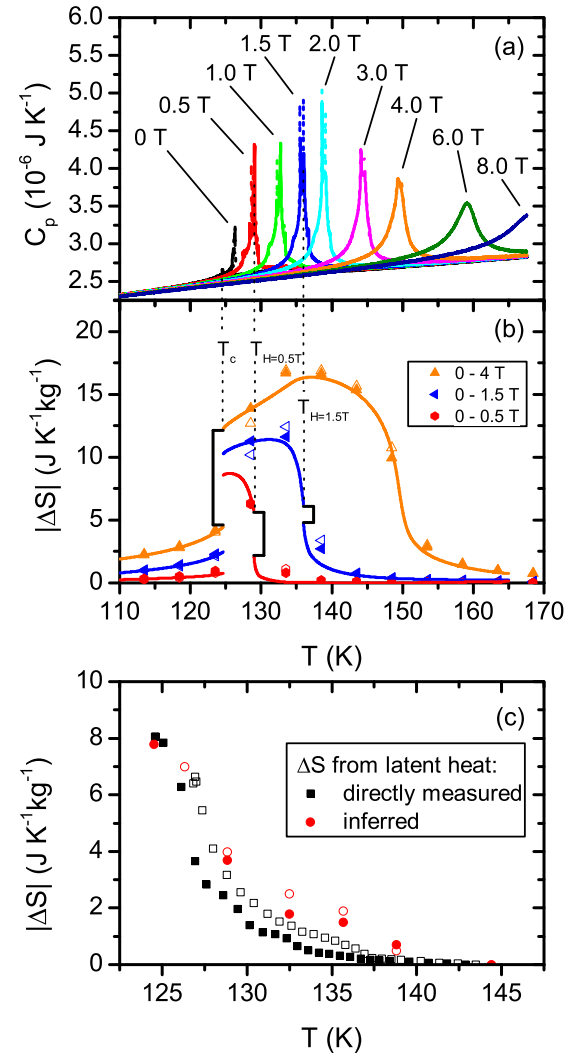 (a)
C_p (10^-6 J K^-1)
6.0
5.5
5.0
4.5
4.0
3.5
3.0
2.5
0 T
0.5 T
1.0 T
1.5 T
2.0 T
3.0 T
4.0 T
6.0 T
8.0 T
(b)
|ΔS| (J K^-1kg^-1)
20
15
10
5
0
T_c
T_H=0.5T
T_H=1.5T
0 - 4 T
0 - 1.5 T
0 - 0.5 T
110 120 130 140 150 160 170
T (K)
(c)
|ΔS| (J K^-1kg^-1)
10
8
6
4
2
0
ΔS from latent heat:
directly measured
inferred
125 130 135 140 145
T (K)